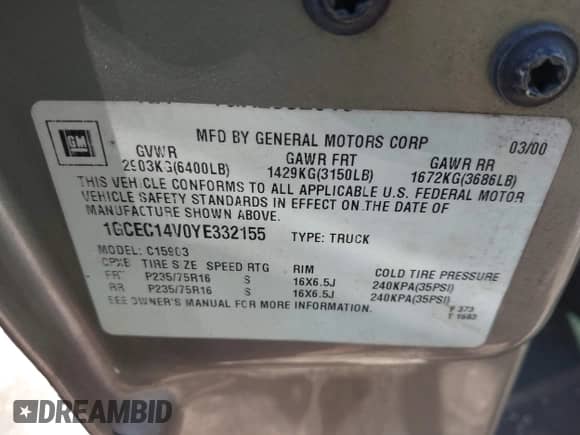 GM
MFD BY GENERAL MOTORS CORP 03/00
GVWR GAWR FRT GAWR RR
2903KG(6400LB) 1429KG(3150LB) 1672KG(3686LB)
THIS VEHICLE CONFORMS TO ALL APPLICABLE U.S. FEDERAL MOTOR
VEHICLE SAFETY STANDARDS IN EFFECT ON THE DATE OF
MANUFACTURE SHOWN ABOVE.
1GCEC14V0YE332155 TYPE: TRUCK
MODEL: C15903
TIRE SIZE SPEED RTG RIM COLD TIRE PRESSURE
FRT P235/75R16 S 16X6.5J 240KPA(35PSI)
RR P235/75R16 S 16X6.5J 240KPA(35PSI)
SEE OWNER'S MANUAL FOR MORE INFORMATION.
F 373
T 1682
DREAMBID